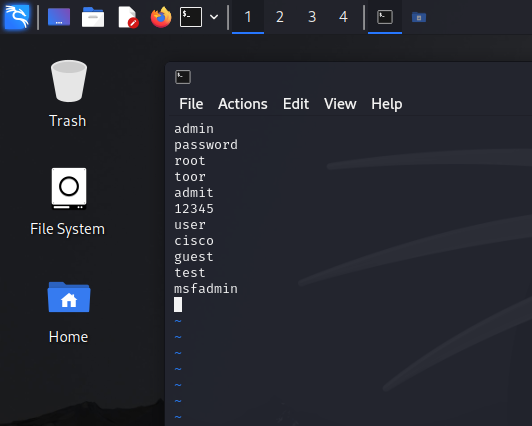 1 2 3 4
Trash
File System
Home
File Actions Edit View Help
admin
password
root
toor
admit
12345
user
cisco
guest
test
msfadmin
~
~
~
~
~
~
~